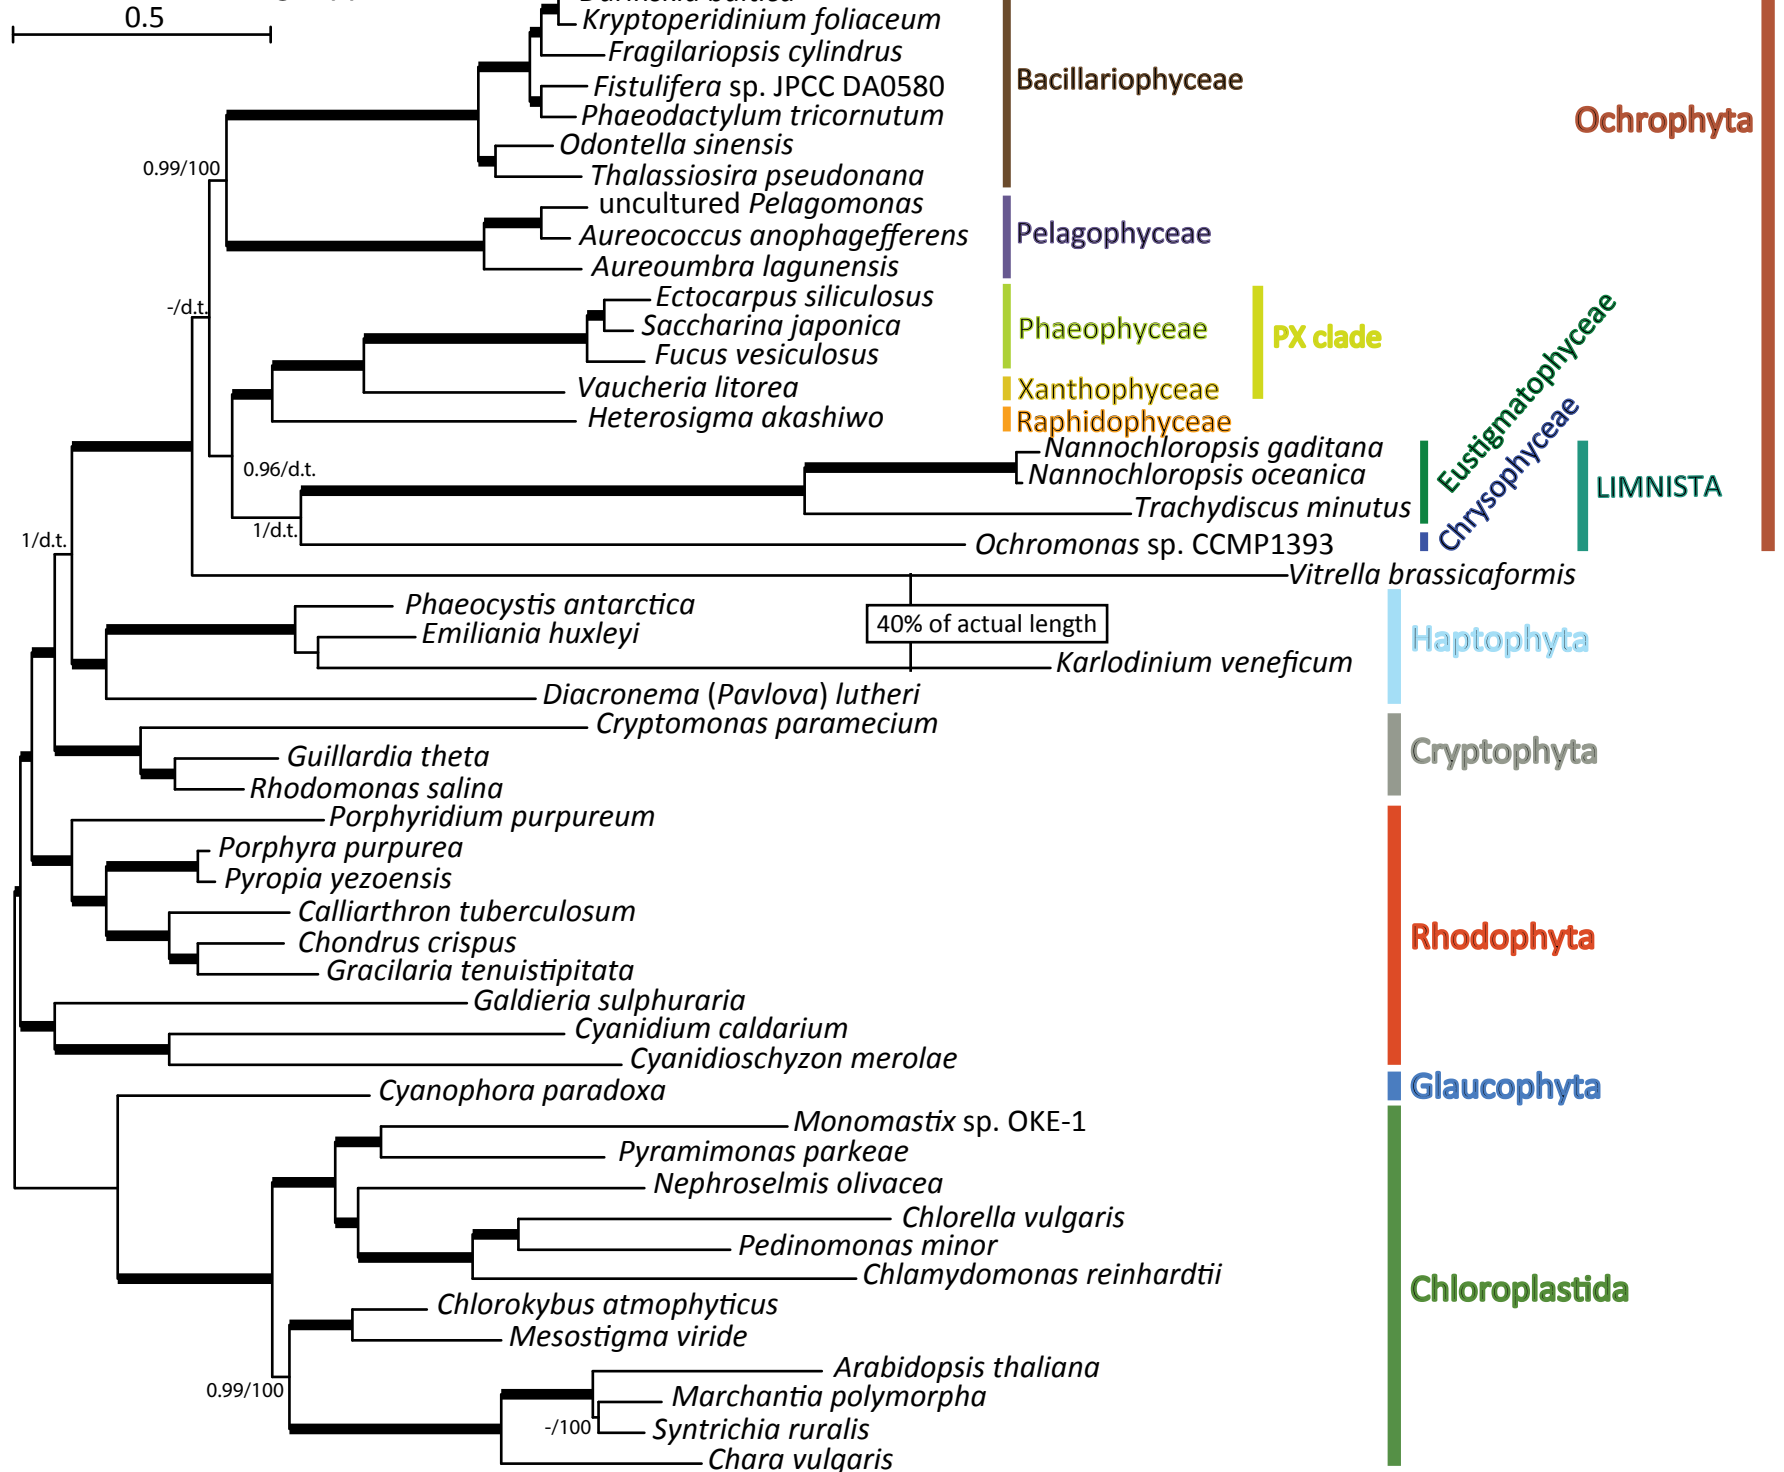 0.5
Kryptoperidinium foliaceum
Fragilariopsis cylindrus
Fistulifera sp. JPCC DA0580
Phaeodactylum tricornutum
Odontella sinensis
Thalassiosira pseudonana
Bacillariophyceae
Ochrophyta
0.99/100
uncultured Pelagomonas
Aureococcus anophagefferens
Aureoumbra lagunensis
Pelagophyceae
-/d.t.
Ectocarpus siliculosus
Saccharina japonica
Fucus vesiculosus
Phaeophyceae
PX clade
Vaucheria litorea
Xanthophyceae
Heterosigma akashiwo
Raphidophyceae
0.96/d.t.
Nannochloropsis gaditana
Nannochloropsis oceanica
Trachydiscus minutus
Eustigmatophyceae
Chrysophyceae
LIMNISTA
1/d.t.
Ochromonas sp. CCMP1393
1/d.t.
Vitrella brassicaformis
Phaeocystis antarctica
Emiliania huxleyi
40% of actual length
Karlodinium veneficum
Haptophyta
Diacronema (Pavlova) lutheri
Cryptomonas paramecium
Guillardia theta
Rhodomonas salina
Cryptophyta
Porphyridium purpureum
Porphyra purpurea
Pyropia yezoensis
Calliarthron tuberculosum
Chondrus crispus
Gracilaria tenuistipitata
Rhodophyta
Galdieria sulphuraria
Cyanidium caldarium
Cyanidioschyzon merolae
Cyanophora paradoxa
Glaucophyta
Monomastix sp. OKE-1
Pyramimonas parkeae
Nephroselmis olivacea
Chlorella vulgaris
Pedinomonas minor
Chlamydomonas reinhardtii
Chloroplastida
Chlorokybus atmophyticus
Mesostigma viride
0.99/100
Arabidopsis thaliana
Marchantia polymorpha
-/100
Syntrichia ruralis
Chara vulgaris